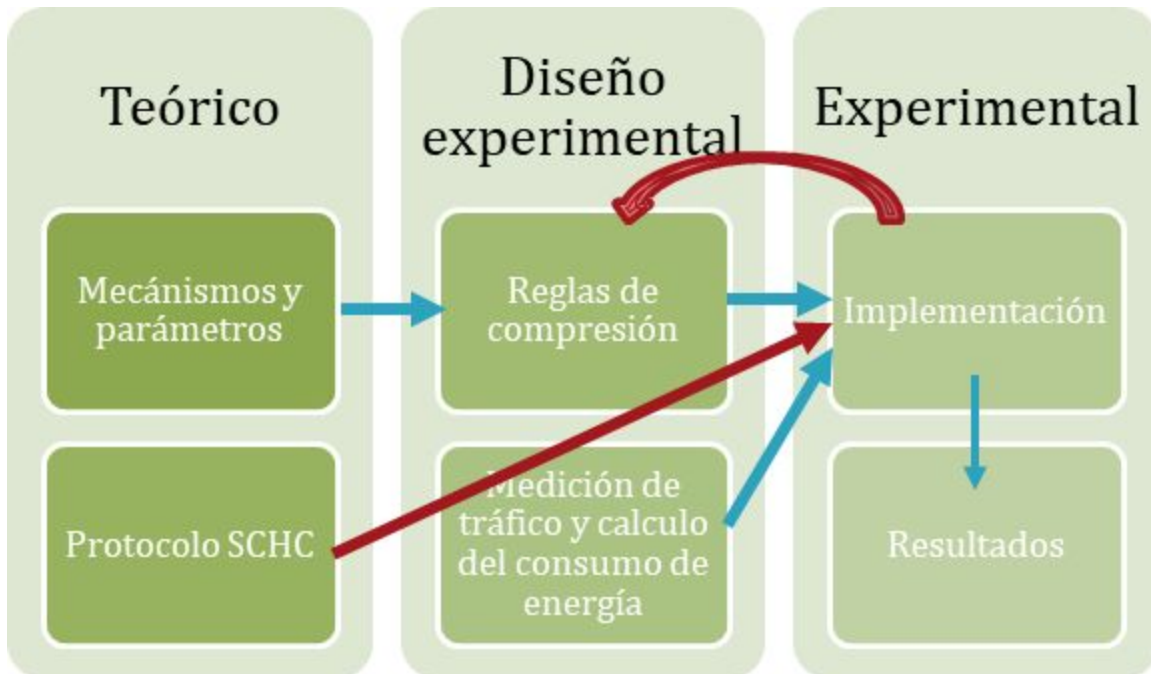 Teórico
Diseño
experimental
Experimental
Mecánismos y
parámetros
Reglas de
compresión
Implementación
Protocolo SCHC
Medición de
tráfico y calculo
del consumo de
energía
Resultados